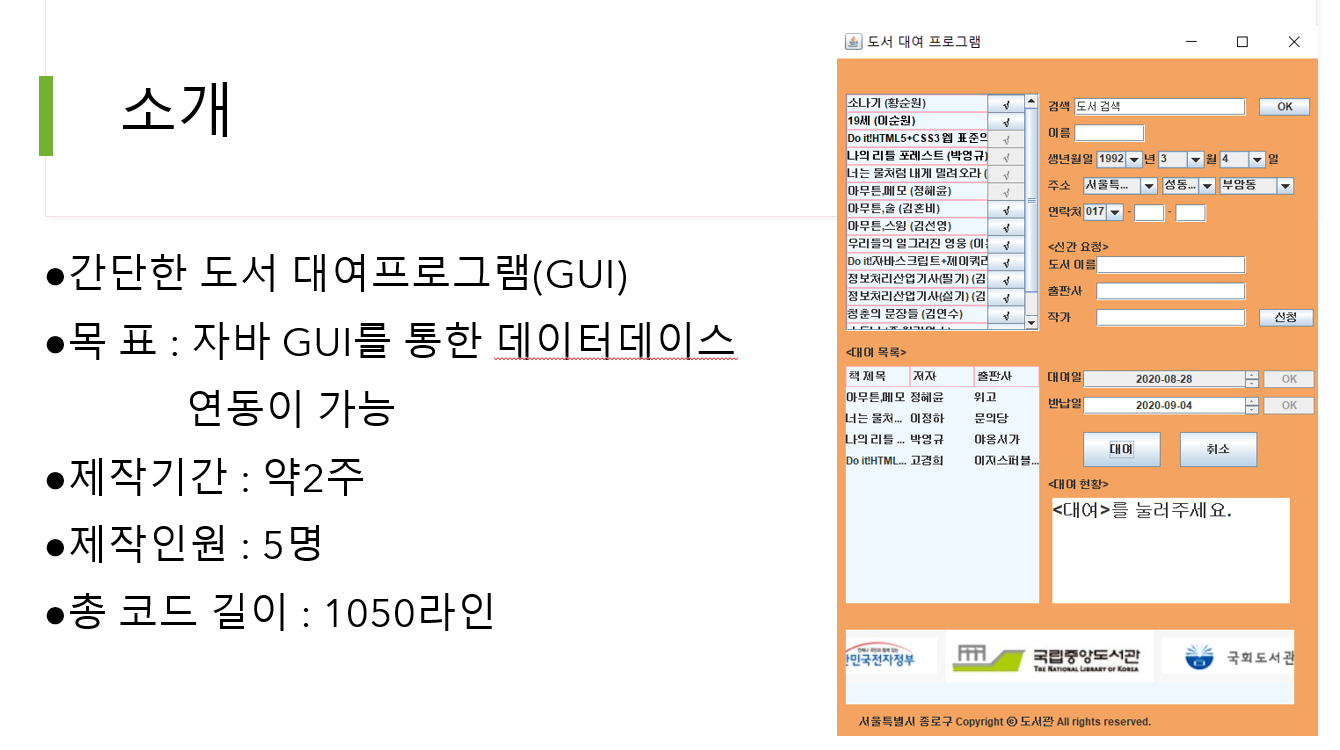 소개
●간단한 도서 대여프로그램(GUI)
●목 표 : 자바 GUI를 통한 데이터데이스
연동이 가능
●제작기간 : 약2주
●제작인원 : 5명
●총 코드 길이 : 1050라인
도서 대여 프로그램
소나기 (황순원) √
19세 (이순원) √
Do it!HTML5+CSS3 웹 표준의 √
나의 리틀 포레스트 (박영규) √
너는 물처럼 내게 밀려오라 ( √
아무튼,메모 (정혜윤) √
아무튼,술 (김혼비) √
아무튼,스윙 (김선영) √
우리들의 일그러진 영웅 (이 √
Do it!자바스크립트+제이쿼리 √
정보처리산업기사(필기) (김 √
정보처리산업기사(실기) (김 √
청춘의 문장들 (김연수) √
검색 도서 검색 OK
이름
생년월일 1992 년 3 월 4 일
주소 서울특... 성동... 부암동
연락처 017 - -
<신간 요청>
도서 이름
출판사
작가 신청
<대여 목록>
책 제목 저자 출판사
아무튼,메모 정혜윤 위고
너는 물처... 이정하 문의당
나의 리틀 ... 박영규 야옹서가
Do it!HTML... 고경희 이지스퍼블...
대여일 2020-08-28 OK
반납일 2020-09-04 OK
대여 취소
<대여 현황>
<대여>를 눌러주세요.
한민국전자정부
국립중앙도서관
THE NATIONAL LIBRARY OF KOREA
국회도서관
서울특별시 종로구 Copyright ⓒ 도서관 All rights reserved.